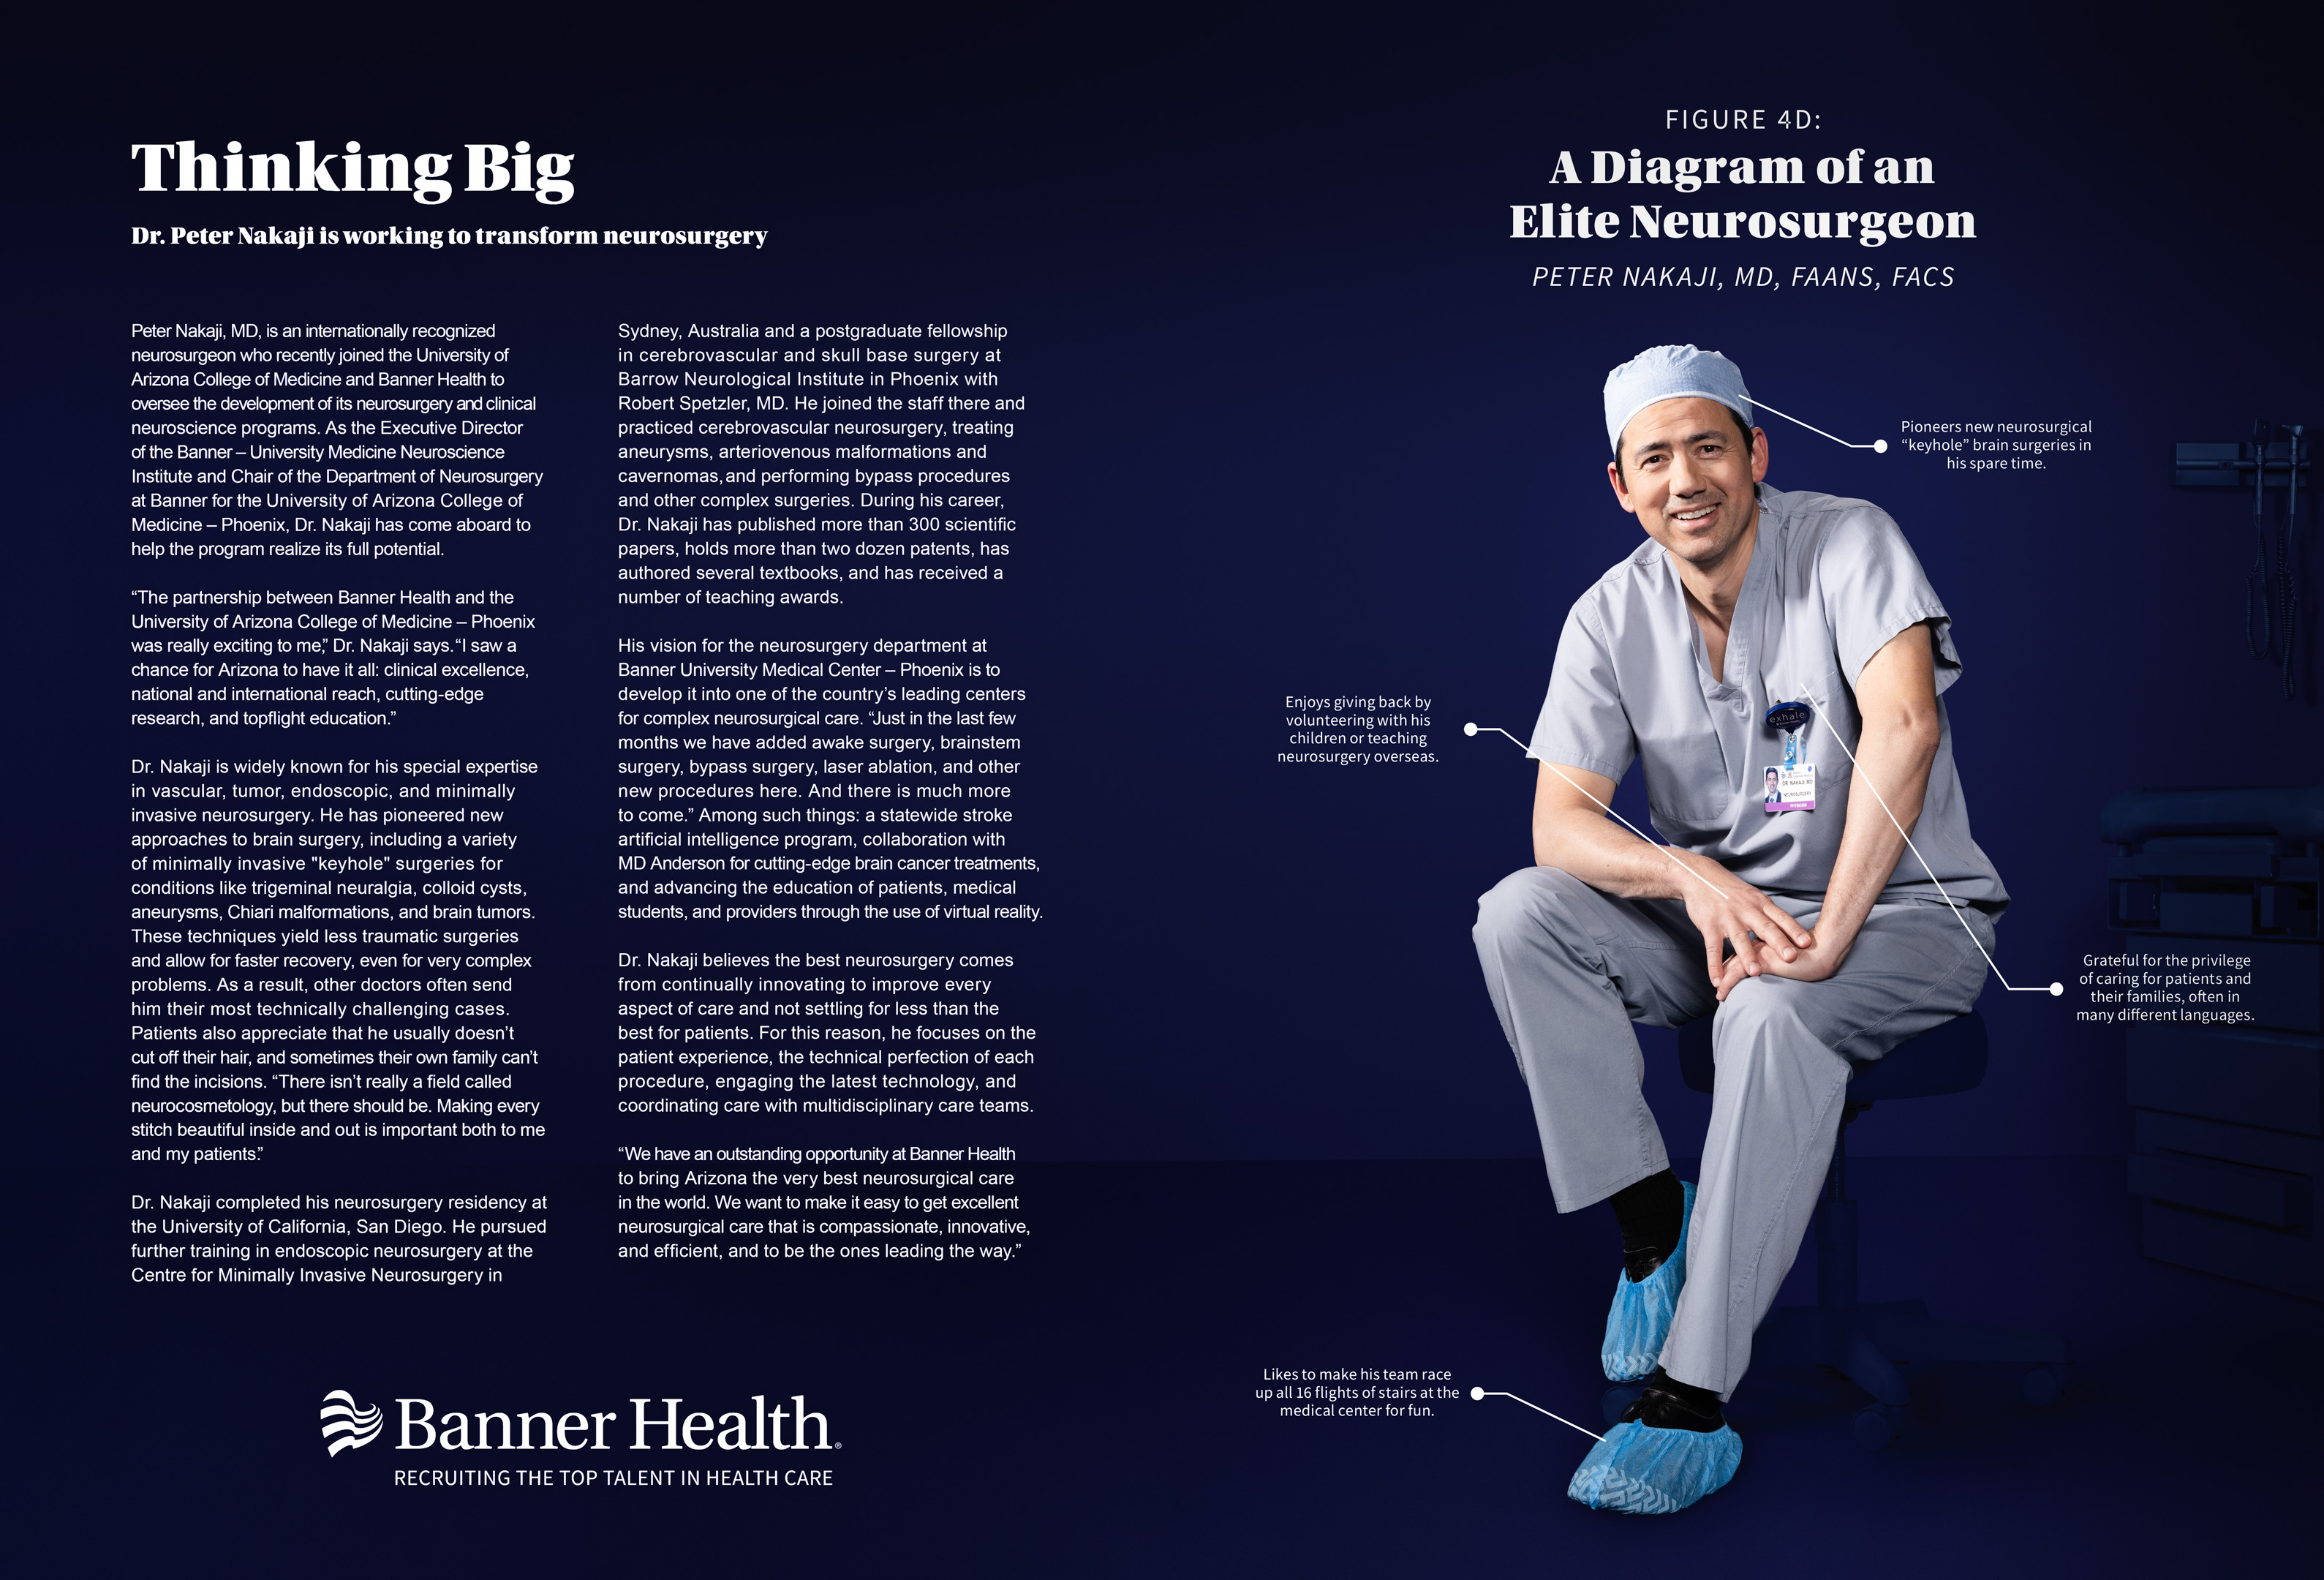 Thinking Big
Dr. Peter Nakaji is working to transform neurosurgery
Peter Nakaji, MD, is an internationally recognized
neurosurgeon who recently joined the University of
Arizona College of Medicine and Banner Health to
oversee the development of its neurosurgery and clinical
neuroscience programs. As the Executive Director
of the Banner – University Medicine Neuroscience
Institute and Chair of the Department of Neurosurgery
at Banner for the University of Arizona College of
Medicine – Phoenix, Dr. Nakaji has come aboard to
help the program realize its full potential.
“The partnership between Banner Health and the
University of Arizona College of Medicine – Phoenix
was really exciting to me,” Dr. Nakaji says. “I saw a
chance for Arizona to have it all: clinical excellence,
national and international reach, cutting-edge
research, and topflight education.”
Dr. Nakaji is widely known for his special expertise
in vascular, tumor, endoscopic, and minimally
invasive neurosurgery. He has pioneered new
approaches to brain surgery, including a variety
of minimally invasive "keyhole" surgeries for
conditions like trigeminal neuralgia, colloid cysts,
aneurysms, Chiari malformations, and brain tumors.
These techniques yield less traumatic surgeries
and allow for faster recovery, even for very complex
problems. As a result, other doctors often send
him their most technically challenging cases.
Patients also appreciate that he usually doesn’t
cut off their hair, and sometimes their own family can’t
find the incisions. “There isn’t really a field called
neurocosmetology, but there should be. Making every
stitch beautiful inside and out is important both to me
and my patients.”
Dr. Nakaji completed his neurosurgery residency at
the University of California, San Diego. He pursued
further training in endoscopic neurosurgery at the
Centre for Minimally Invasive Neurosurgery in
Sydney, Australia and a postgraduate fellowship
in cerebrovascular and skull base surgery at
Barrow Neurological Institute in Phoenix with
Robert Spetzler, MD. He joined the staff there and
practiced cerebrovascular neurosurgery, treating
aneurysms, arteriovenous malformations and
cavernomas, and performing bypass procedures
and other complex surgeries. During his career,
Dr. Nakaji has published more than 300 scientific
papers, holds more than two dozen patents, has
authored several textbooks, and has received a
number of teaching awards.
His vision for the neurosurgery department at
Banner University Medical Center – Phoenix is to
develop it into one of the country’s leading centers
for complex neurosurgical care. “Just in the last few
months we have added awake surgery, brainstem
surgery, bypass surgery, laser ablation, and other
new procedures here. And there is much more
to come.” Among such things: a statewide stroke
artificial intelligence program, collaboration with
MD Anderson for cutting-edge brain cancer treatments,
and advancing the education of patients, medical
students, and providers through the use of virtual reality.
Dr. Nakaji believes the best neurosurgery comes
from continually innovating to improve every
aspect of care and not settling for less than the
best for patients. For this reason, he focuses on the
patient experience, the technical perfection of each
procedure, engaging the latest technology, and
coordinating care with multidisciplinary care teams.
“We have an outstanding opportunity at Banner Health
to bring Arizona the very best neurosurgical care
in the world. We want to make it easy to get excellent
neurosurgical care that is compassionate, innovative,
and efficient, and to be the ones leading the way.”
Banner Health®
RECRUITING THE TOP TALENT IN HEALTH CARE
FIGURE 4D:
A Diagram of an
Elite Neurosurgeon
PETER NAKAJI, MD, FAANS, FACS
Pioneers new neurosurgical
“keyhole” brain surgeries in
his spare time.
Enjoys giving back by
volunteering with his
children or teaching
neurosurgery overseas.
exhale
DR. NAKAJI, MD
NEUROSURGERY
PHYSICIAN
Grateful for the privilege
of caring for patients and
their families, often in
many different languages.
Likes to make his team race
up all 16 flights of stairs at the
medical center for fun.